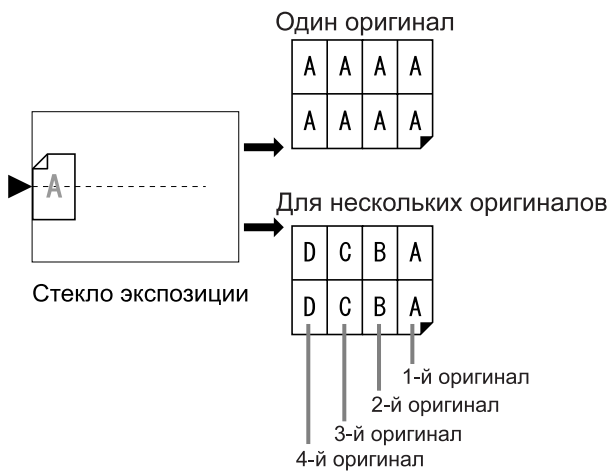 Один оригинал
A A A A
A A A A
A
Стекло экспозиции
Для нескольких оригиналов
D C B A
D C B A
1-й оригинал
2-й оригинал
3-й оригинал
4-й оригинал